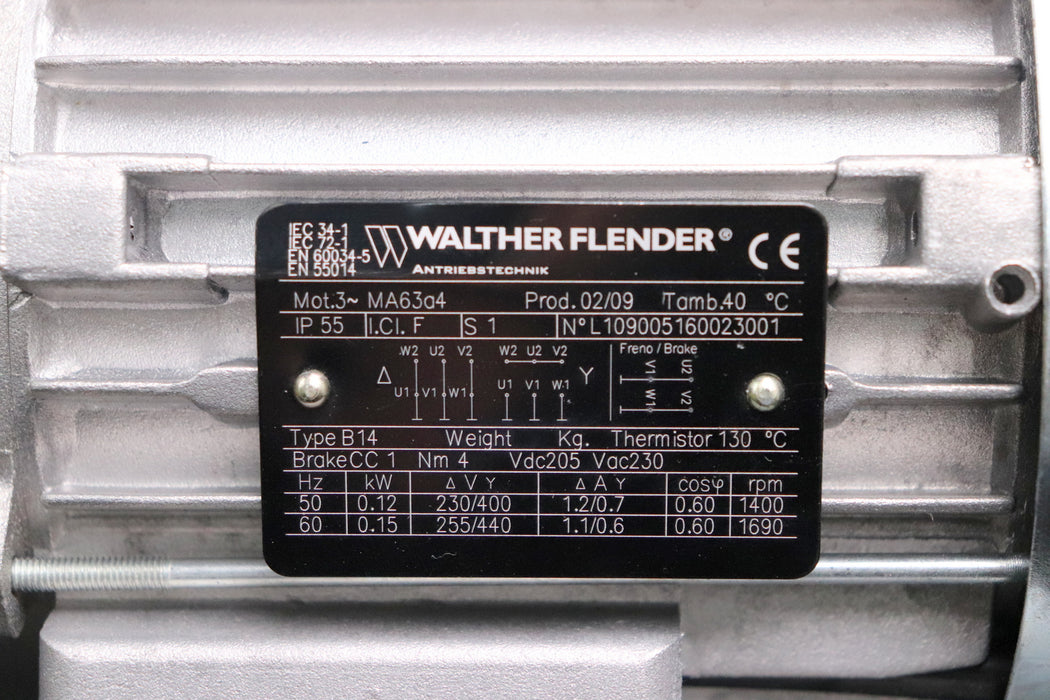 IEC 34-1
IEC 72-1
EN 60034-5
EN 55014
WALTHER FLENDER®
ANTRIEBSTECHNIK
CE
Mot.3~ MA63a4 Prod. 02/09 Tamb.40 °C
IP 55 I.Cl. F S 1 N° L109005160023001
W2 U2 V2 W2 U2 V2 Freno / Brake
Δ U1 V1 W1 U1 V1 W1 Y V1 U2
W1 V2
Type B14 Weight Kg. Thermistor 130 °C
Brake CC 1 Nm 4 Vdc205 Vac230
Hz kW Δ V Y Δ A Y cosφ rpm
50 0.12 230/400 1.2/0.7 0.60 1400
60 0.15 255/440 1.1/0.6 0.60 1690